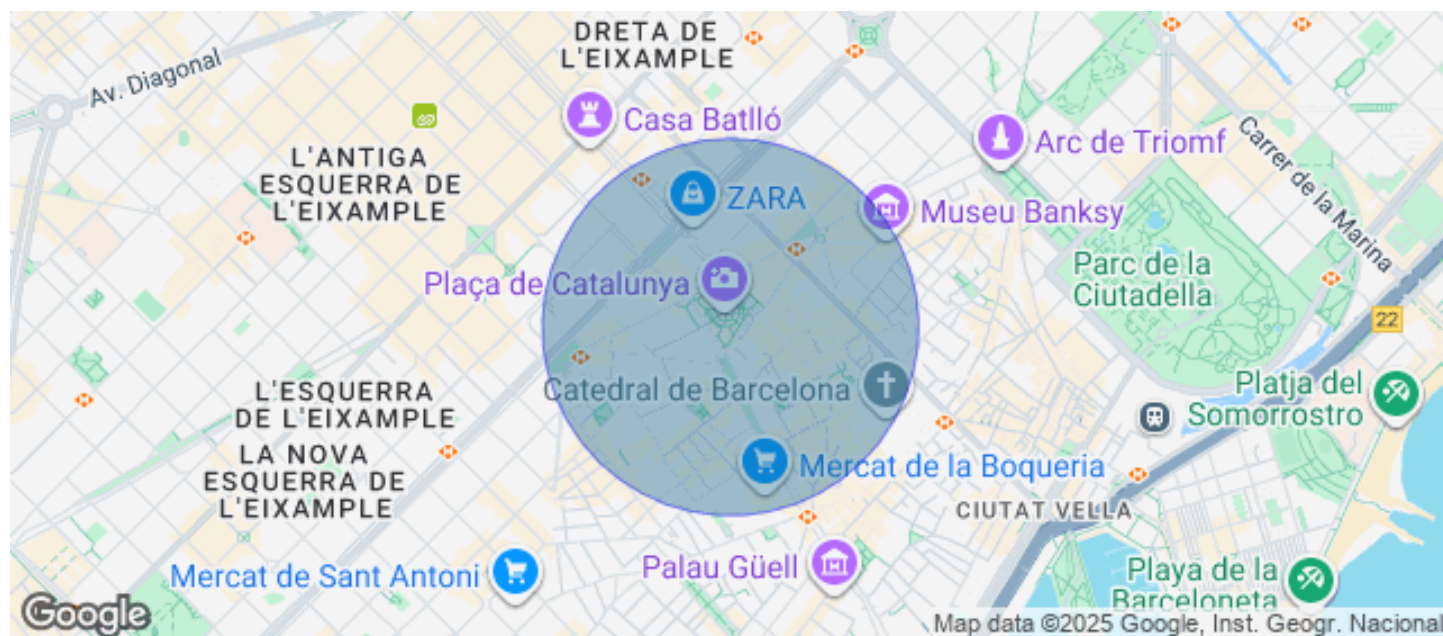 DRETA DE
L'EIXAMPLE
Av. Diagonal
Casa Batlló
Arc de Triomf
Carrer de la Marina
L'ANTIGA
ESQUERRA DE
L'EIXAMPLE
ZARA
Museu Banksy
Plaça de Catalunya
Parc de la
Ciutadella
22
L'ESQUERRA
DE L'EIXAMPLE
Catedral de Barcelona
Platja del
Somorrostro
LA NOVA
ESQUERRA DE
L'EIXAMPLE
Mercat de la Boqueria
CIUTAT VELLA
Mercat de Sant Antoni
Palau Güell
Playa de la
Barceloneta
Google
Map data ©2025 Google, Inst. Geogr. Nacional